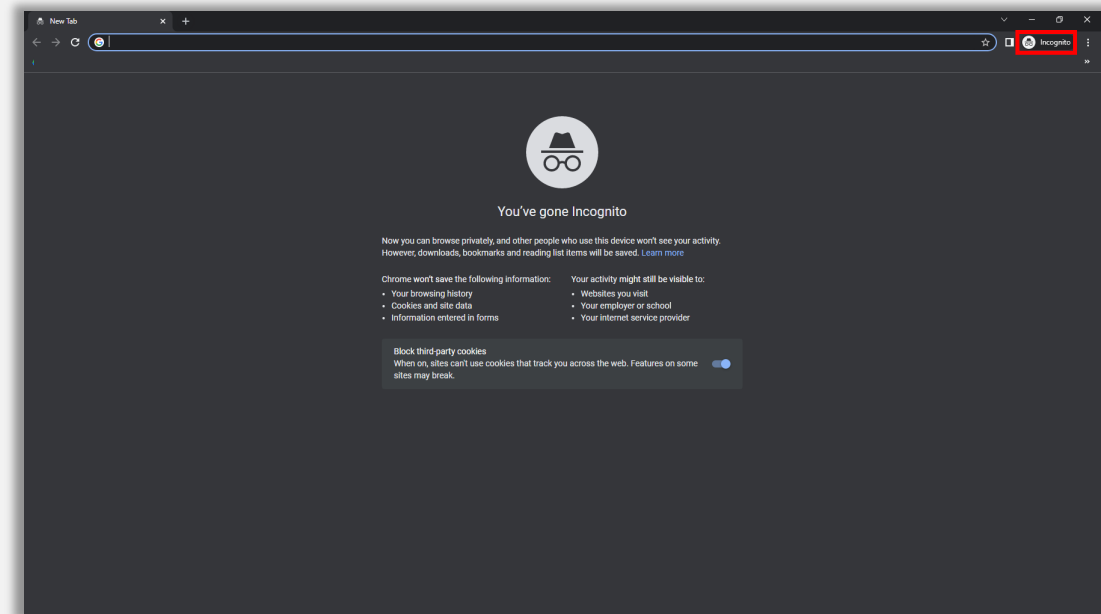 New Tab
Incognito
You've gone Incognito
Now you can browse privately, and other people who use this device won't see your activity.
However, downloads, bookmarks and reading list items will be saved. Learn more
Chrome won't save the following information:
• Your browsing history
• Cookies and site data
• Information entered in forms
Your activity might still be visible to:
• Websites you visit
• Your employer or school
• Your internet service provider
Block third-party cookies
When on, sites can't use cookies that track you across the web. Features on some
sites may break.